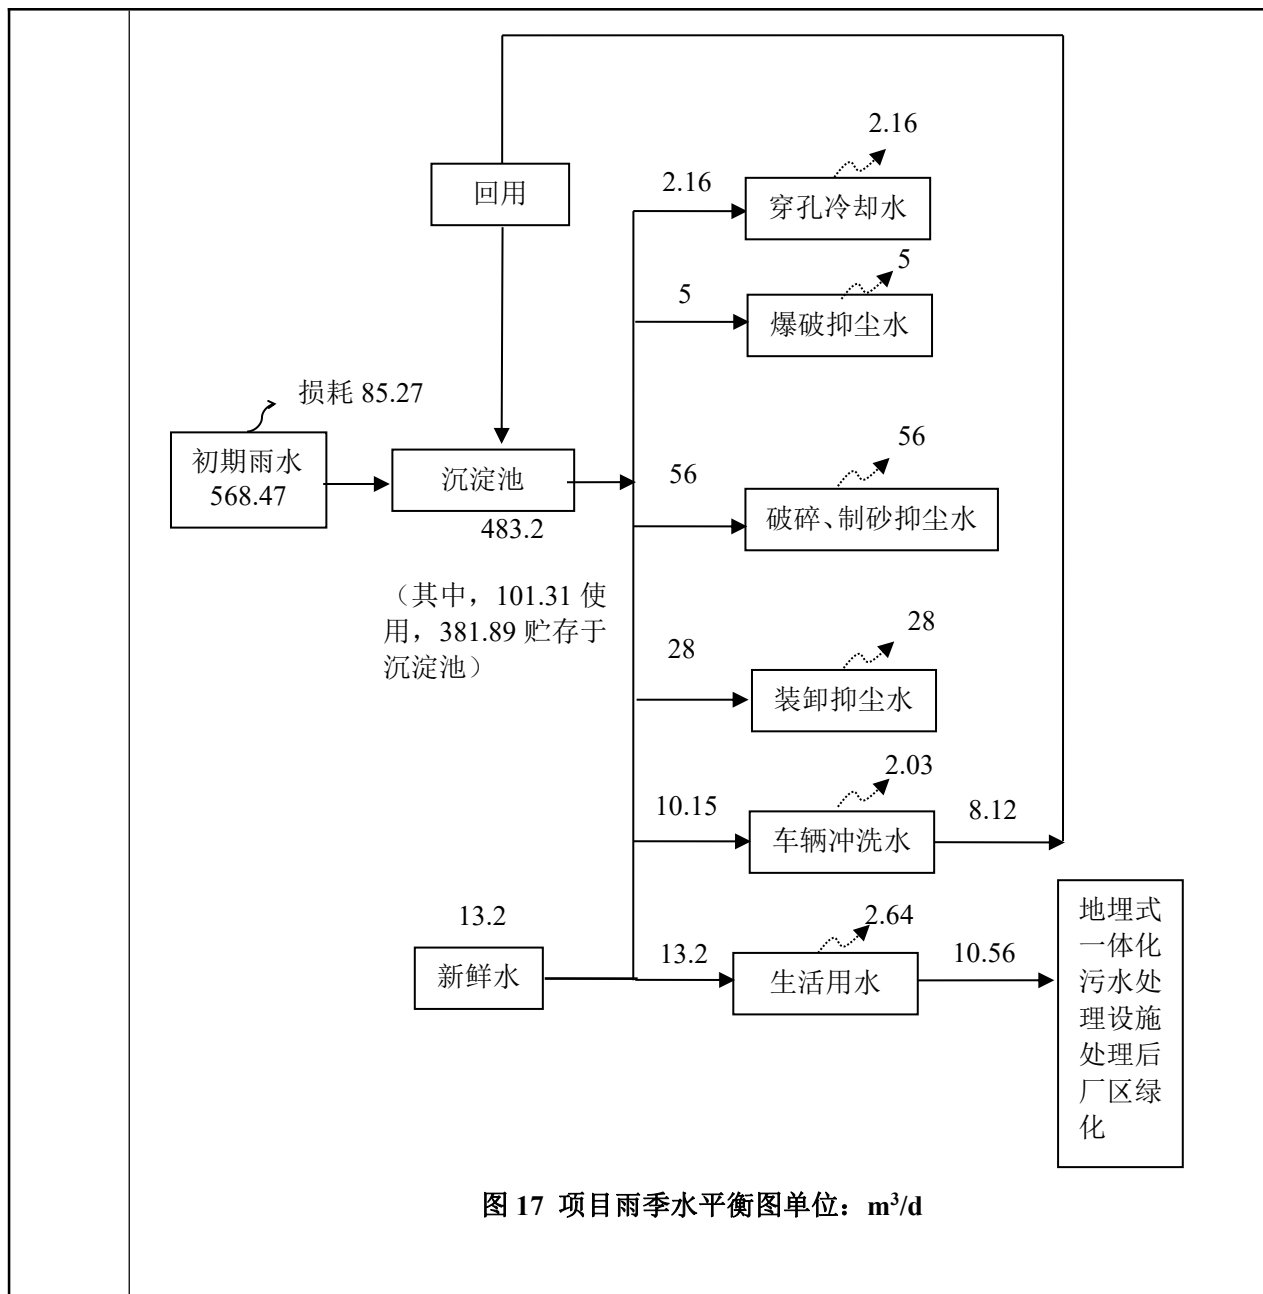 2.16
回用
2.16
穿孔冷却水
5
5
爆破抑尘水
损耗 85.27
初期雨水
568.47
沉淀池
483.2
（其中，101.31 使
用，381.89 贮存于
沉淀池）
56
56
破碎、制砂抑尘水
28
28
装卸抑尘水
2.03
10.15
车辆冲洗水
8.12
13.2
新鲜水
2.64
13.2
生活用水
10.56
地埋式
一体化
污水处
理设施
处理后
厂区绿
化
图 17 项目雨季水平衡图单位：m³/d